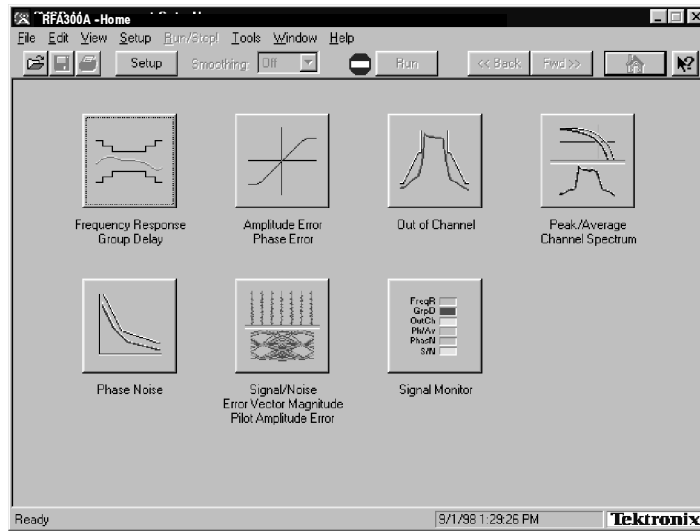 RFA300A -Home
File Edit View Setup Run/Stop! Tools Window Help
Setup Smoothing: Off Run << Back Fwd >>
Frequency Response
Group Delay
Amplitude Error
Phase Error
Out of Channel
Peak/Average
Channel Spectrum
Phase Noise
Signal/Noise
Error Vector Magnitude
Pilot Amplitude Error
FreqR
GrpD
OutCh
Pk/Av
PhasN
S/N
Signal Monitor
Ready 9/1/98 1:29:26 PM Tektronix